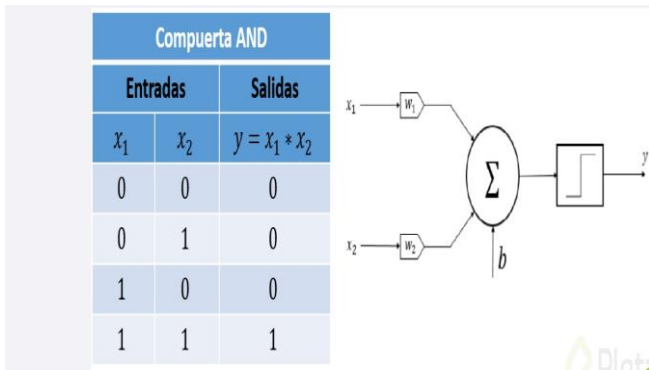 Compuerta AND
Entradas Salidas
x₁ x₂ y = x₁ * x₂
0 0 0
0 1 0
1 0 0
1 1 1
x₁ w₁
Σ
y
x₂ w₂
b